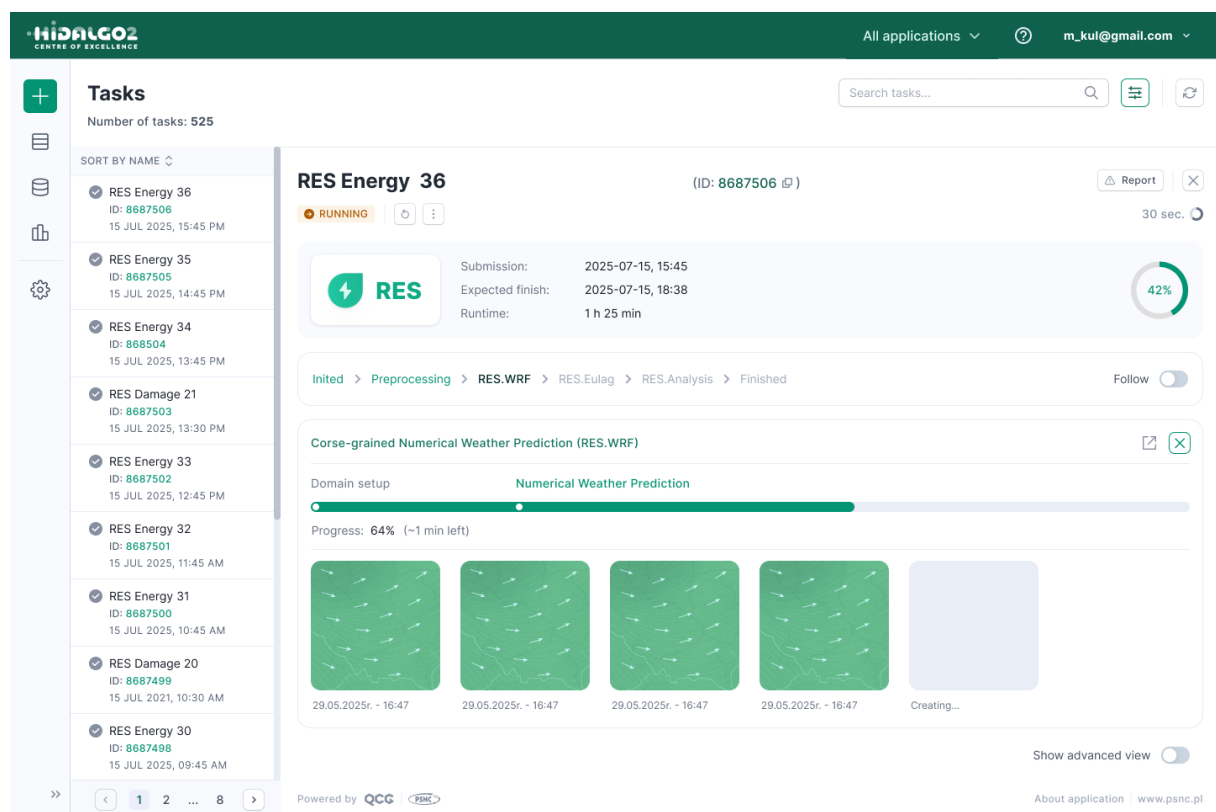 HiDALGO2
CENTRE OF EXCELLENCE
All applications
m_kul@gmail.com
Tasks
Number of tasks: 525
Search tasks...
SORT BY NAME
RES Energy 36
ID: 8687506
15 JUL 2025, 15:45 PM
RES Energy 35
ID: 8687505
15 JUL 2025, 14:45 PM
RES Energy 34
ID: 868504
15 JUL 2025, 13:45 PM
RES Damage 21
ID: 8687503
15 JUL 2025, 13:30 PM
RES Energy 33
ID: 8687502
15 JUL 2025, 12:45 PM
RES Energy 32
ID: 8687501
15 JUL 2025, 11:45 AM
RES Energy 31
ID: 8687500
15 JUL 2025, 10:45 AM
RES Damage 20
ID: 8687499
15 JUL 2021, 10:30 AM
RES Energy 30
ID: 8687498
15 JUL 2025, 09:45 AM
1 2 ... 8
RES Energy 36
(ID: 8687506)
Report
RUNNING
30 sec.
RES
Submission: 2025-07-15, 15:45
Expected finish: 2025-07-15, 18:38
Runtime: 1 h 25 min
42%
Inited > Preprocessing > RES.WRF > RES.Eulag > RES.Analysis > Finished
Follow
Corse-grained Numerical Weather Prediction (RES.WRF)
Domain setup
Numerical Weather Prediction
Progress: 64% (~1 min left)
29.05.2025r. - 16:47
29.05.2025r. - 16:47
29.05.2025r. - 16:47
29.05.2025r. - 16:47
Creating...
Show advanced view
Powered by QCG PSNC
About application
www.psnc.pl